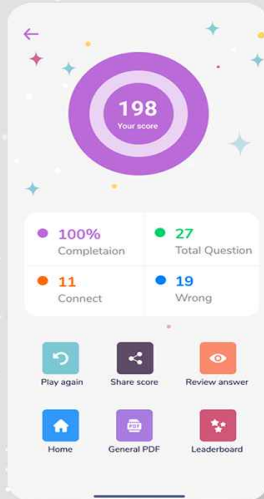 198
Your score
100%
Completaion
27
Total Question
11
Connect
19
Wrong
Play again
Share score
Review answer
PDF
Home
General PDF
Leaderboard